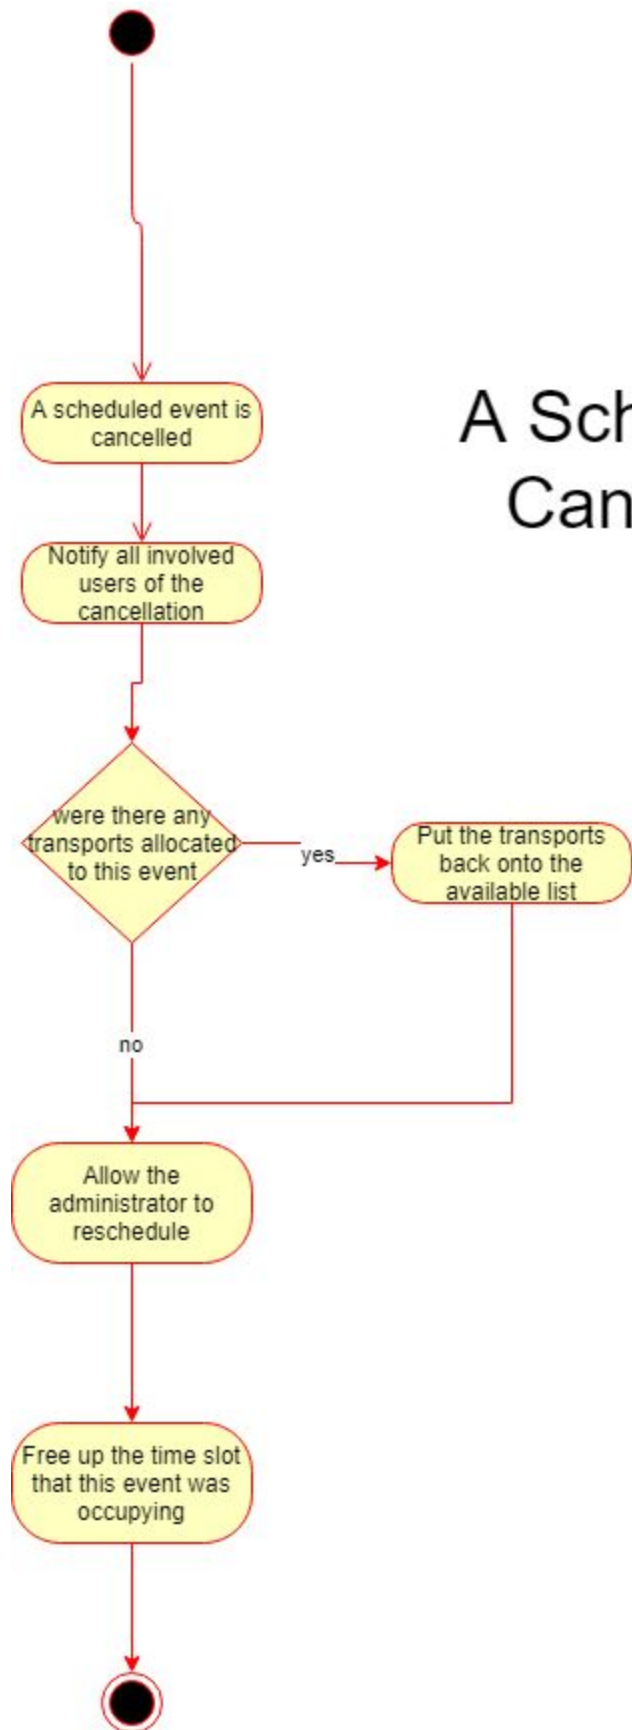 A scheduled event is
cancelled
A Sch
Can
Notify all involved
users of the
cancellation
were there any
transports allocated
to this event
yes
Put the transports
back onto the
available list
no
Allow the
administrator to
reschedule
Free up the time slot
that this event was
occupying